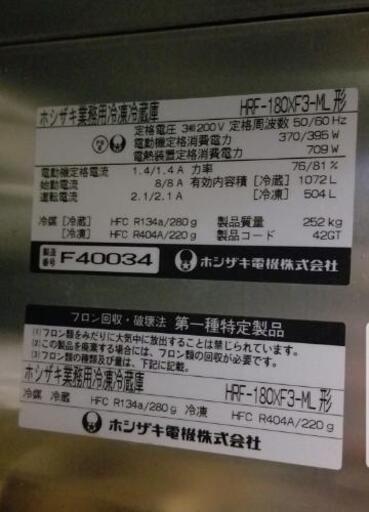 ホシザキ業務用冷凍冷蔵庫 HRF-180XF3-ML形
定格電圧 3相200V 定格周波数 50/60 Hz
電動機定格消費電力 370/395 W
電熱装置定格消費電力 709 W
電動機定格電流 1.4/1.4 A 力率 76/81 %
始動電流 8/8 A 有効内容積 [冷蔵] 1072 L
運転電流 2.1/2.1 A [冷凍] 504 L
冷媒 [冷蔵] HFC R134a/280 g 製品質量 252 kg
[冷凍] HFC R404A/220 g 製品コード 42GT
製造番号 F40034 ホシザキ電機株式会社
フロン回収・破壊法 第一種特定製品
(1) フロン類をみだりに大気中に放出することは禁じられています。
(2) この製品を廃棄する場合には、フロン類の回収が必要です。
(3) フロン類の種類及び量は、下記に記載。
ホシザキ業務用冷凍冷蔵庫 HRF-180XF3-ML形
冷媒 冷蔵 HFC R134a/280 g 冷凍 HFC R404A/220 g
ホシザキ電機株式会社